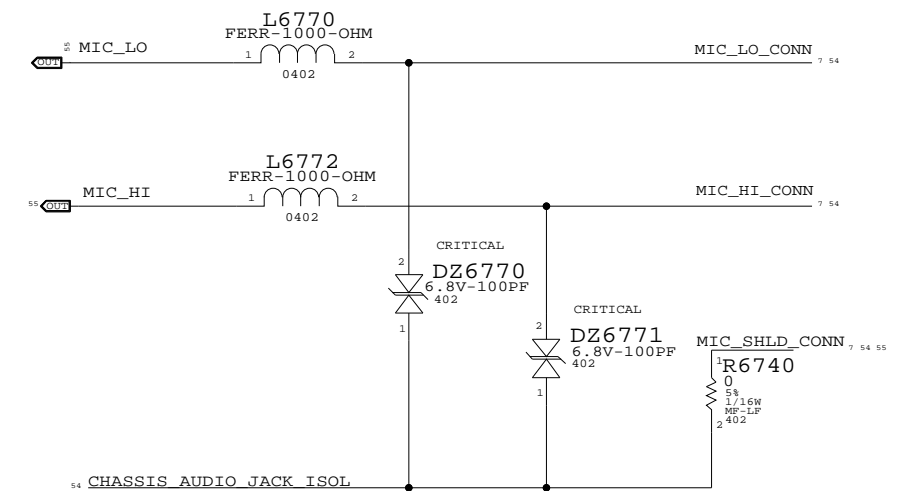 L6770
FERR-1000-OHM
55 MIC_LO
MIC_LO_CONN
1 2
7 54
OUT
0402
L6772
FERR-1000-OHM
MIC_HI
MIC_HI_CONN
1 2
55 OUT
7 54
0402
CRITICAL
2
DZ6770
6.8V-100PF
402
1
CRITICAL
2
DZ6771
6.8V-100PF
402
1
MIC_SHLD_CONN 7 54 55
1
R6740
0
5%
1/16W
MF-LF
402
2
54 CHASSIS_AUDIO_JACK_ISOL